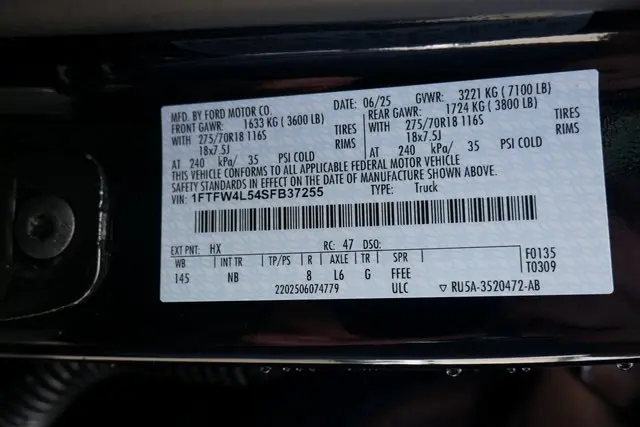 MFD. BY FORD MOTOR CO.
DATE: 06/25 GVWR: 3221 KG ( 7100 LB)
FRONT GAWR: 1633 KG ( 3600 LB) REAR GAWR: 1724 KG ( 3800 LB)
WITH 275/70R18 116S TIRES WITH 275/70R18 116S TIRES
18x7.5J RIMS 18x7.5J RIMS
AT 240 kPa/ 35 PSI COLD AT 240 kPa/ 35 PSI COLD
THIS VEHICLE CONFORMS TO ALL APPLICABLE FEDERAL MOTOR VEHICLE
SAFETY STANDARDS IN EFFECT ON THE DATE OF MANUFACTURE SHOWN ABOVE.
VIN: 1FTFW4L54SFB37255 TYPE: Truck
EXT PNT: HX RC: 47 DSO: F0135
WB INT TR TP/PS R AXLE TR SPR T0309
145 NB 8 L6 G FFEE
2202506074779 ULC ▽ RU5A-3520472-AB